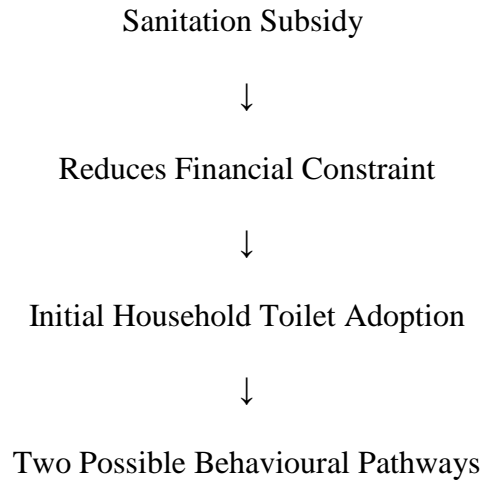 Sanitation Subsidy
↓
Reduces Financial Constraint
↓
Initial Household Toilet Adoption
↓
Two Possible Behavioural Pathways